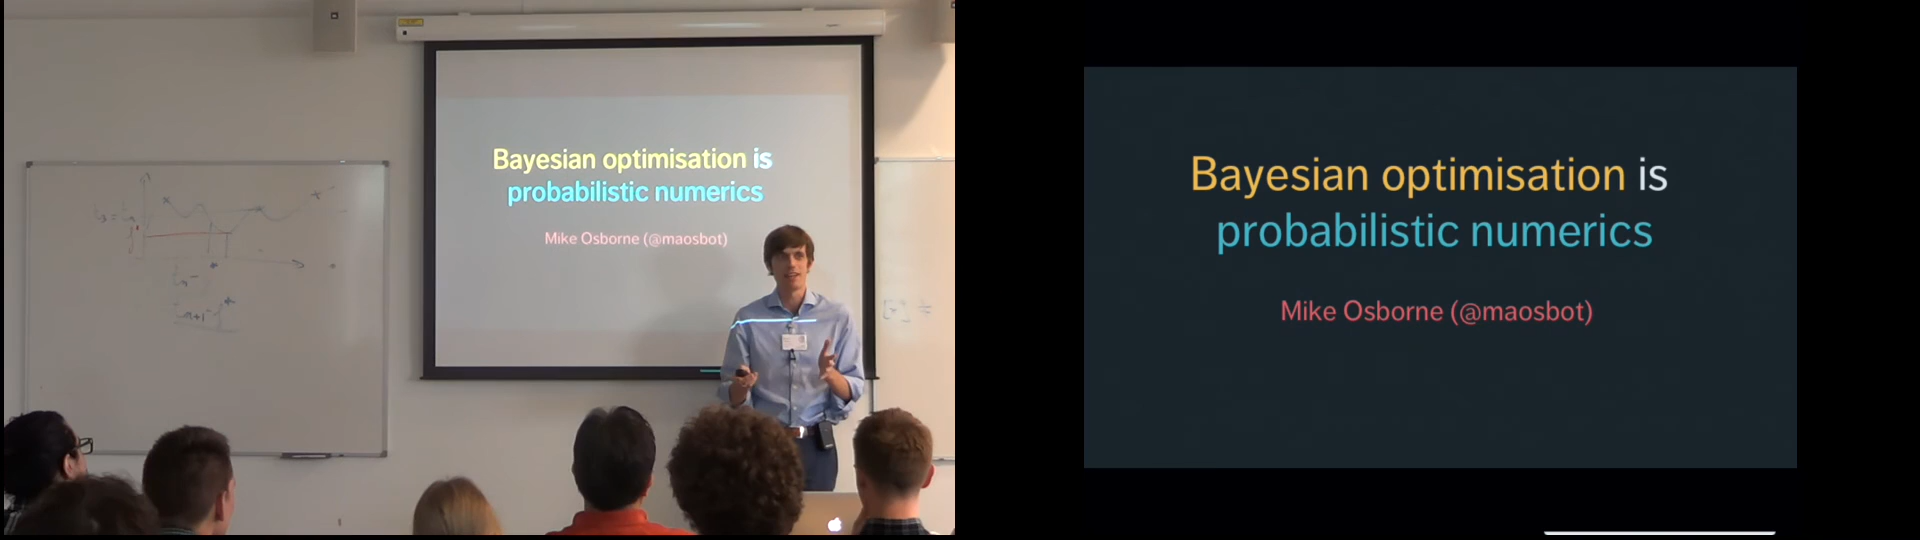 Bayesian optimisation is
probabilistic numerics
Mike Osborne (@maosbot)
Bayesian optimisation is
probabilistic numerics
Mike Osborne (@maosbot)